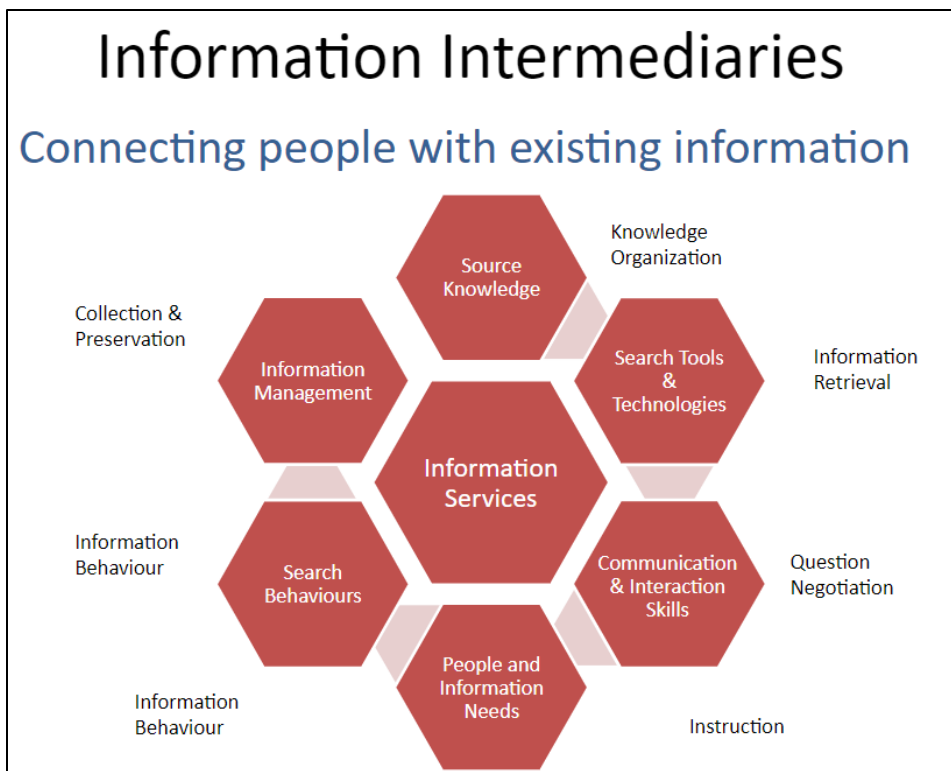 Information Intermediaries
Connecting people with existing information
Source
Knowledge
Knowledge
Organization
Collection &
Preservation
Information
Management
Search Tools
&
Technologies
Information
Retrieval
Information
Services
Information
Behaviour
Search
Behaviours
Communication
& Interaction
Skills
Question
Negotiation
People and
Information
Needs
Information
Behaviour
Instruction